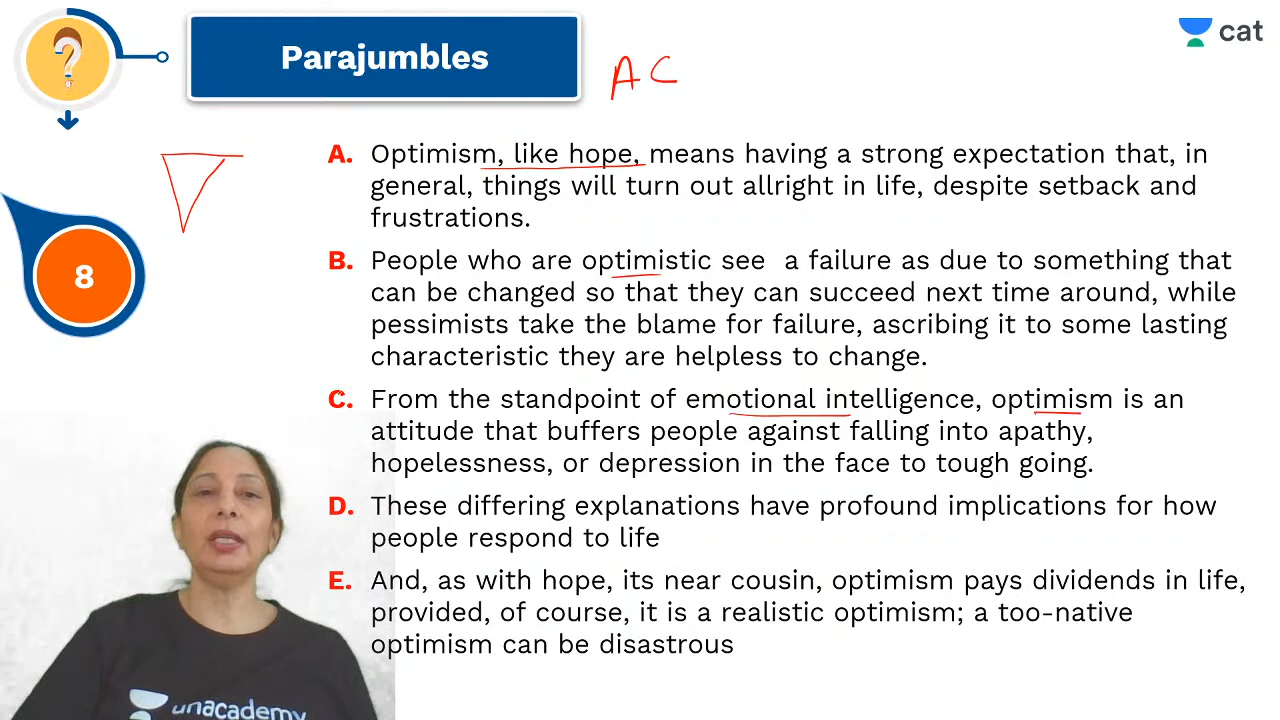 Parajumbles
A C
cat
A. Optimism, like hope, means having a strong expectation that, in
general, things will turn out allright in life, despite setback and
frustrations.
8
B. People who are optimistic see a failure as due to something that
can be changed so that they can succeed next time around, while
pessimists take the blame for failure, ascribing it to some lasting
characteristic they are helpless to change.
C. From the standpoint of emotional intelligence, optimism is an
attitude that buffers people against falling into apathy,
hopelessness, or depression in the face to tough going.
D. These differing explanations have profound implications for how
people respond to life
E. And, as with hope, its near cousin, optimism pays dividends in life,
provided, of course, it is a realistic optimism; a too-native
optimism can be disastrous
unacademy